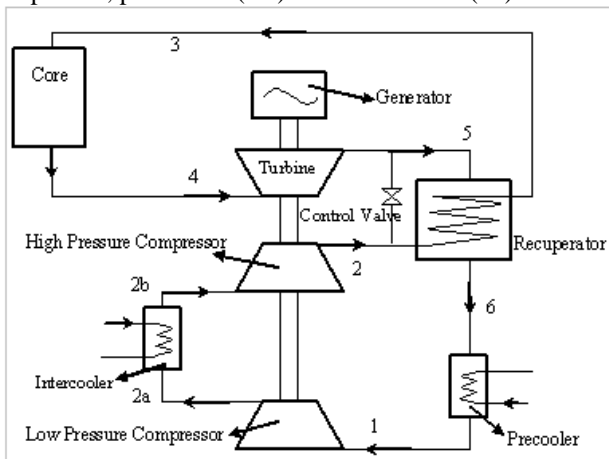 3
Core
Generator
5
Turbine
4
Control Valve
High Pressure Compressor
2
Recuperator
2b
6
Intercooler
2a
1
Low Pressure Compressor
Precooler